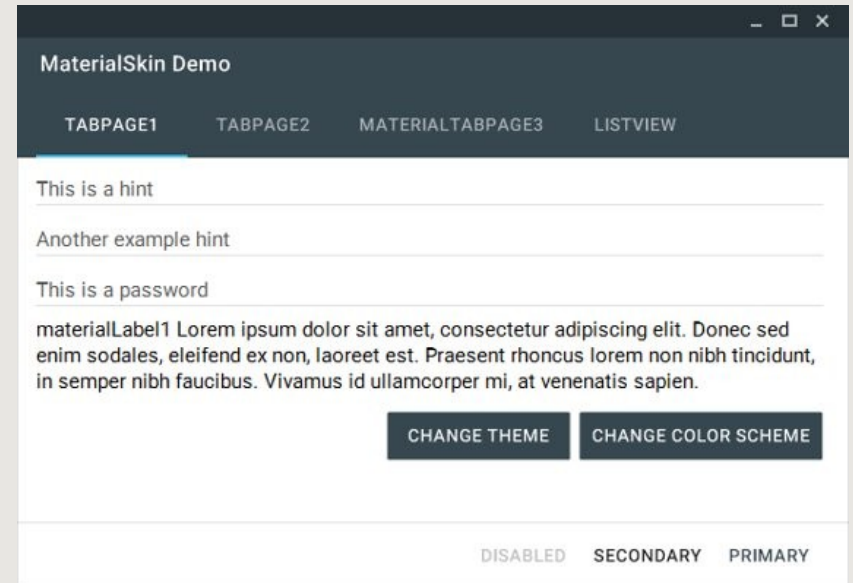 MaterialSkin Demo
TABPAGE1 TABPAGE2 MATERIALTABPAGE3 LISTVIEW
This is a hint
Another example hint
This is a password
materialLabel1 Lorem ipsum dolor sit amet, consectetur adipiscing elit. Donec sed
enim sodales, eleifend ex non, laoreet est. Praesent rhoncus lorem non nibh tincidunt,
in semper nibh faucibus. Vivamus id ullamcorper mi, at venenatis sapien.
CHANGE THEME CHANGE COLOR SCHEME
DISABLED SECONDARY PRIMARY